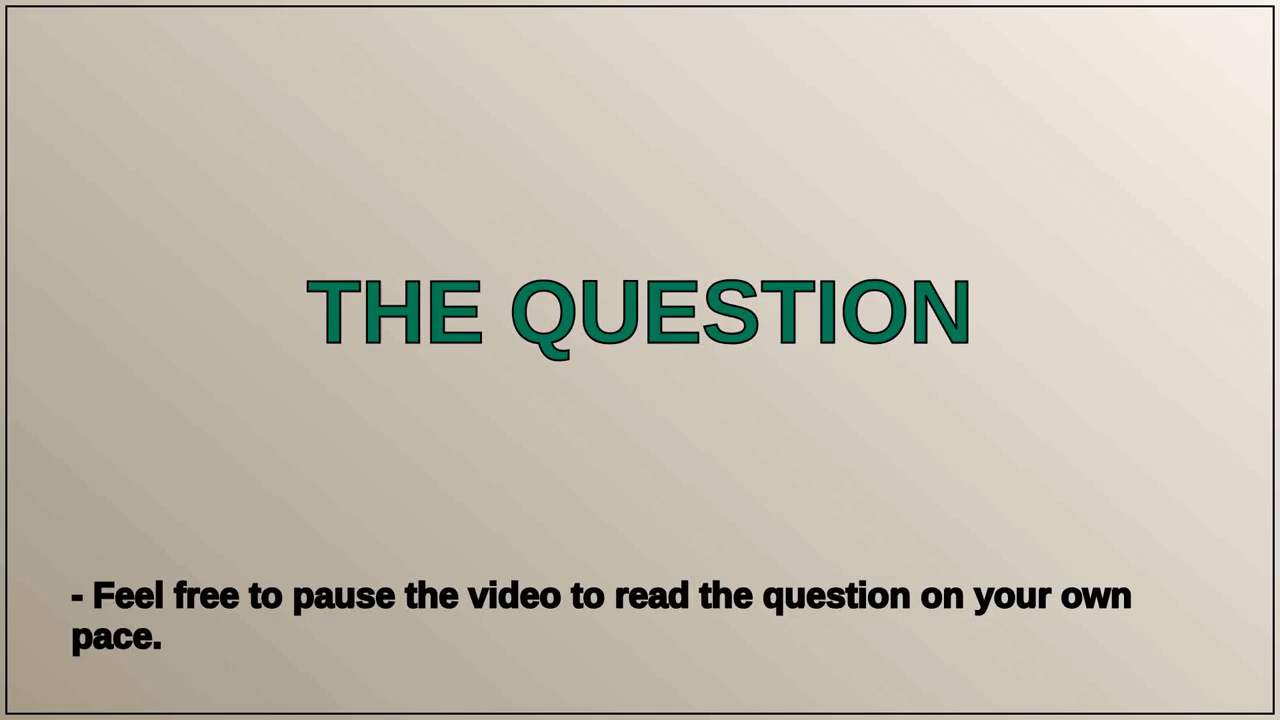 THE QUESTION
- Feel free to pause the video to read the question on your own
pace.